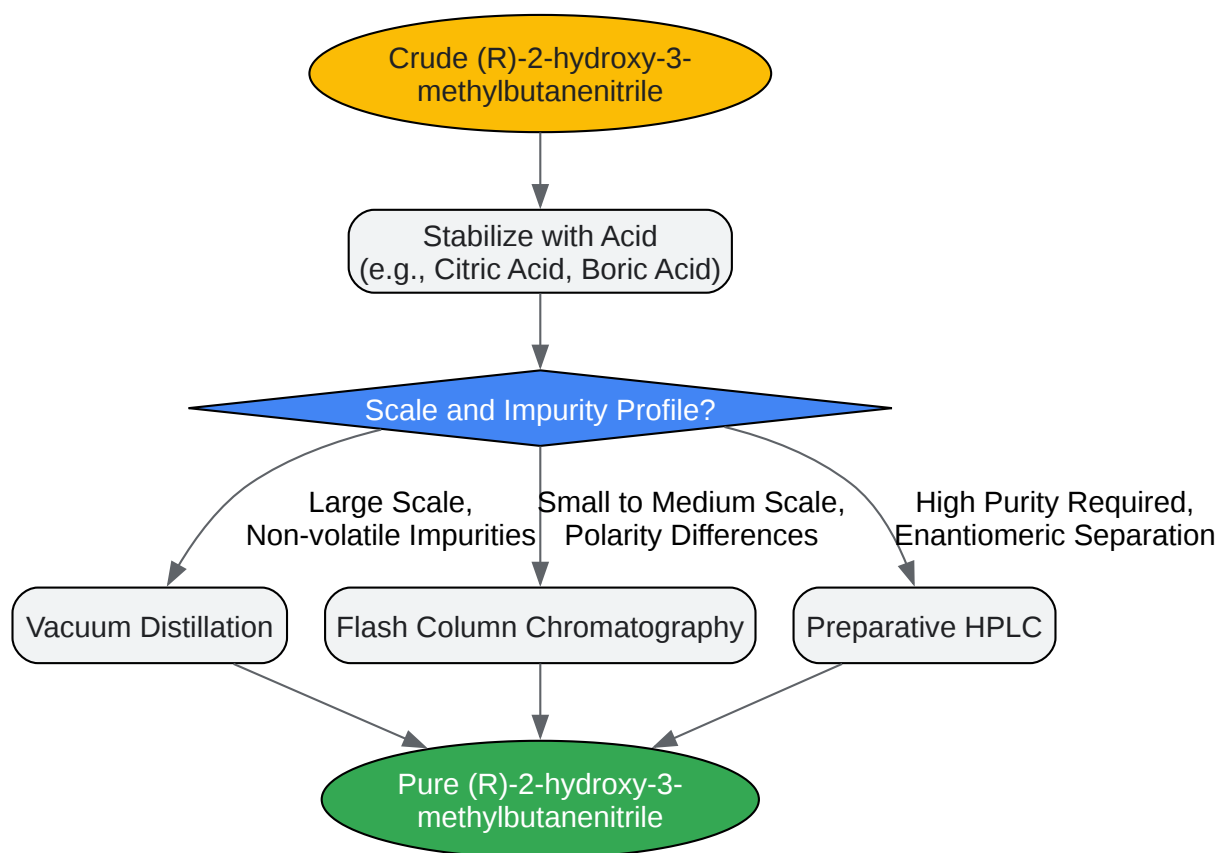 Crude (R)-2-hydroxy-3-
methylbutanenitrile
Stabilize with Acid
(e.g., Citric Acid, Boric Acid)
Scale and Impurity Profile?
Large Scale,
Non-volatile Impurities
Small to Medium Scale,
Polarity Differences
High Purity Required,
Enantiomeric Separation
Vacuum Distillation
Flash Column Chromatography
Preparative HPLC
Pure (R)-2-hydroxy-3-
methylbutanenitrile